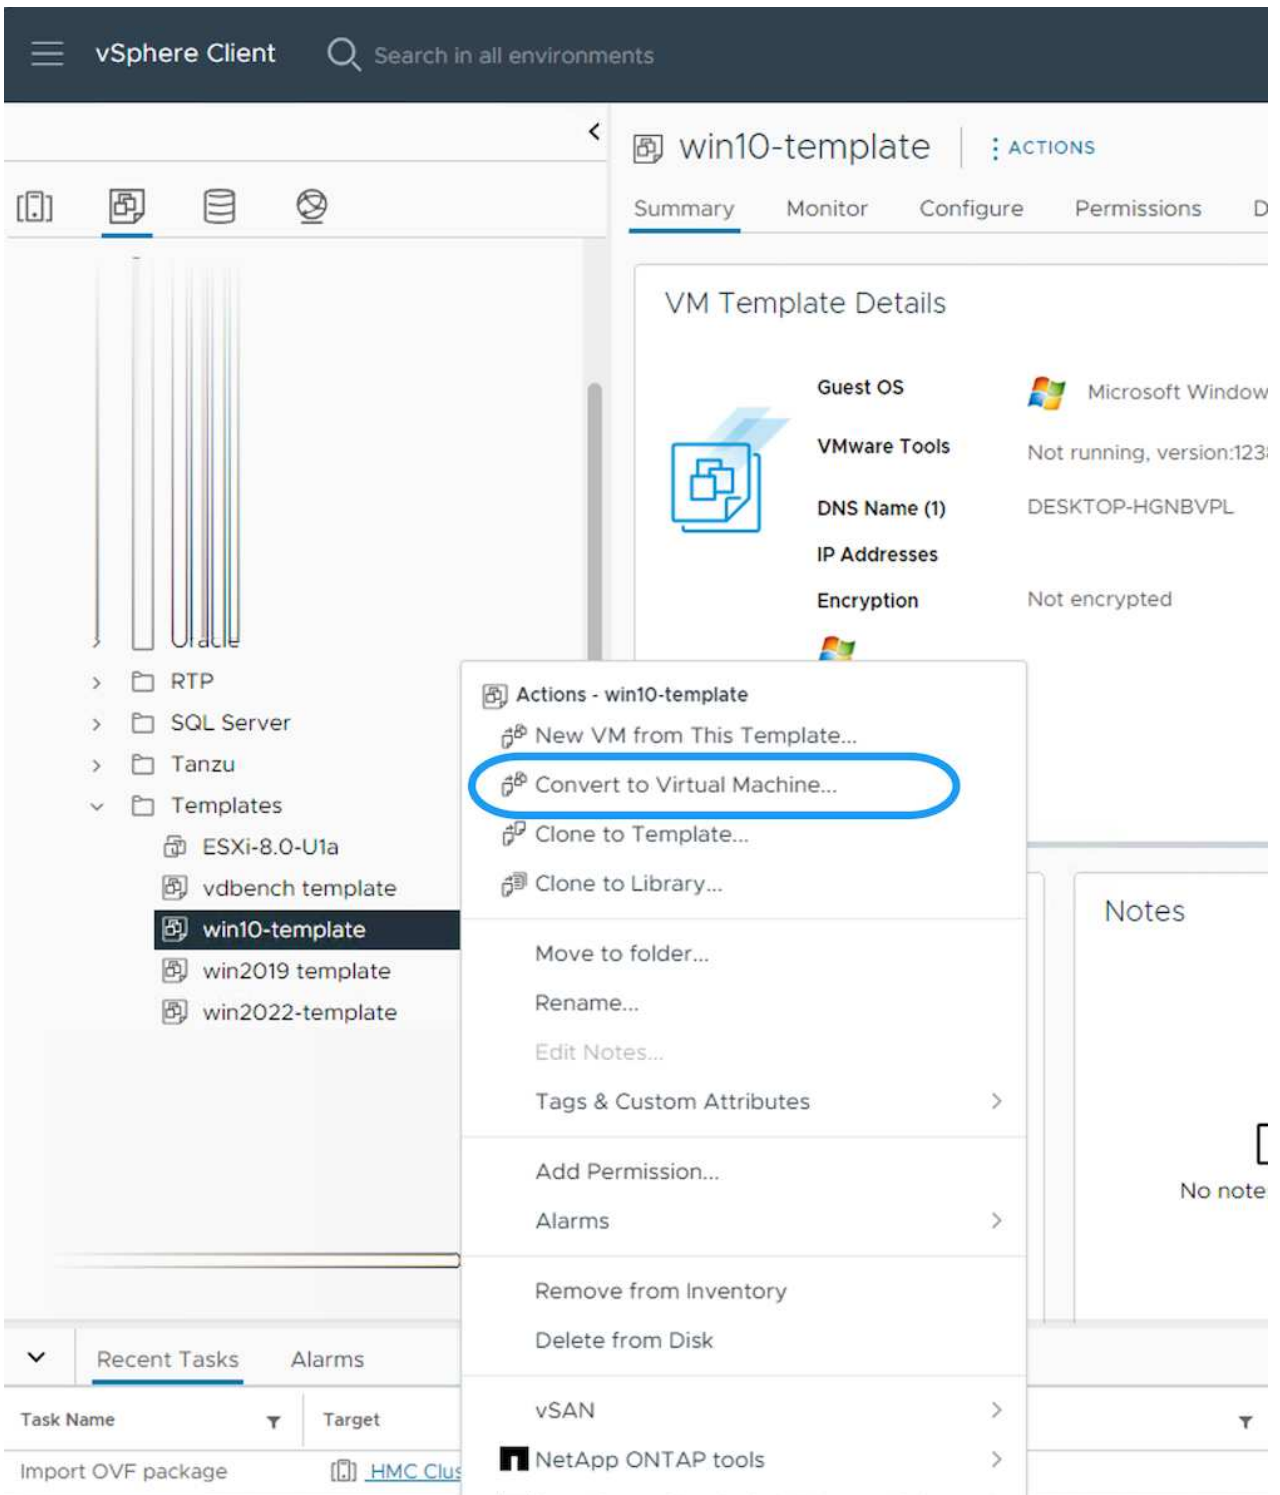 vSphere Client
Search in all environments
win10-template
ACTIONS
Summary Monitor Configure Permissions D
VM Template Details
Guest OS Microsoft Window
VMware Tools Not running, version:123
DNS Name (1) DESKTOP-HGNBVPL
IP Addresses
Encryption Not encrypted
Oracle
RTP
SQL Server
Tanzu
Templates
ESXi-8.0-U1a
vdbench template
win10-template
win2019 template
win2022-template
Actions - win10-template
New VM from This Template...
Convert to Virtual Machine...
Clone to Template...
Clone to Library...
Move to folder...
Rename...
Edit Notes...
Tags & Custom Attributes
Add Permission...
Alarms
Remove from Inventory
Delete from Disk
vSAN
NetApp ONTAP tools
Notes
No note
Recent Tasks Alarms
Task Name Target
Import OVF package HMC Clus